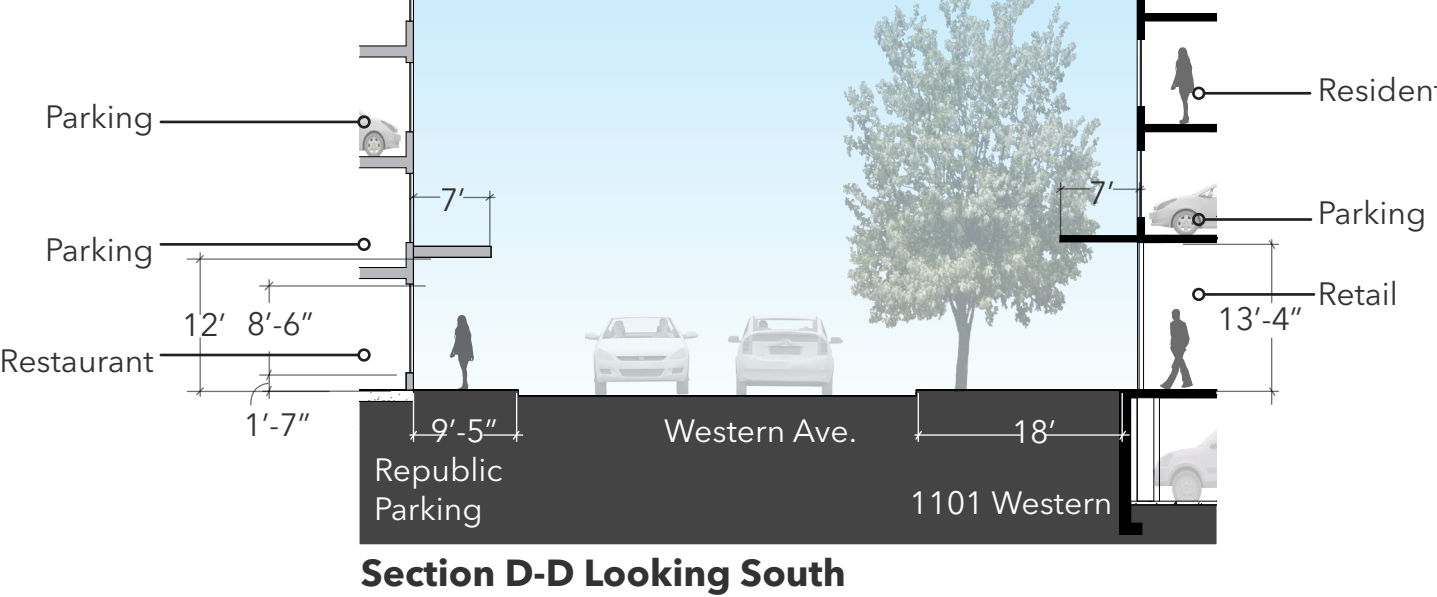 Parking
Residen
7′
7′
Parking
Parking
Retail
12′
8′-6″
13′-4″
Restaurant
1′-7″
9′-5″
Western Ave.
18′
Republic
Parking
1101 Western
Section D-D Looking South